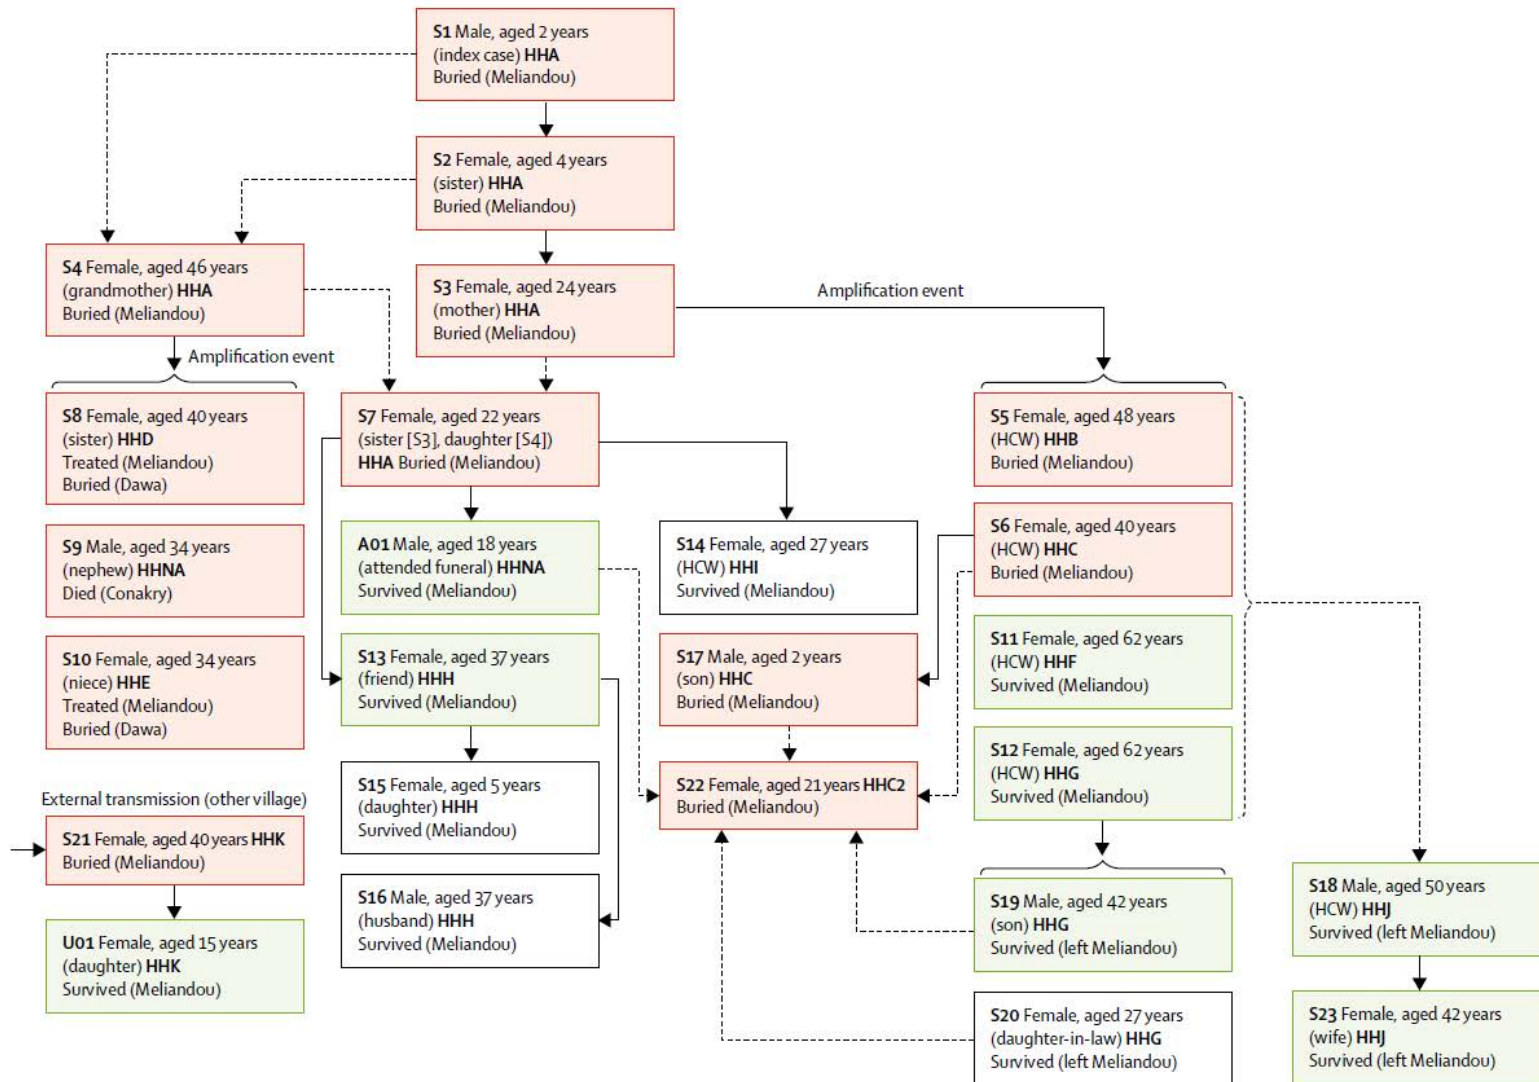 S1 Male, aged 2 years
(index case) HHA
Buried (Meliandou)
S2 Female, aged 4 years
(sister) HHA
Buried (Meliandou)
S4 Female, aged 46 years
(grandmother) HHA
Buried (Meliandou)
S3 Female, aged 24 years
(mother) HHA
Buried (Meliandou)
Amplification event
Amplification event
S8 Female, aged 40 years
(sister) HHD
Treated (Meliandou)
Buried (Dawa)
S7 Female, aged 22 years
(sister [S3], daughter [S4])
HHA Buried (Meliandou)
S5 Female, aged 48 years
(HCW) HHB
Buried (Meliandou)
S9 Male, aged 34 years
(nephew) HHNA
Died (Conakry)
A01 Male, aged 18 years
(attended funeral) HHNA
Survived (Meliandou)
S14 Female, aged 27 years
(HCW) HHI
Survived (Meliandou)
S6 Female, aged 40 years
(HCW) HHC
Buried (Meliandou)
S10 Female, aged 34 years
(niece) HHE
Treated (Meliandou)
Buried (Dawa)
S13 Female, aged 37 years
(friend) HHH
Survived (Meliandou)
S17 Male, aged 2 years
(son) HHC
Buried (Meliandou)
S11 Female, aged 62 years
(HCW) HHF
Survived (Meliandou)
S12 Female, aged 62 years
(HCW) HHG
Survived (Meliandou)
External transmission (other village)
S21 Female, aged 40 years HHK
Buried (Meliandou)
S15 Female, aged 5 years
(daughter) HHH
Survived (Meliandou)
S22 Female, aged 21 years HHC2
Buried (Meliandou)
U01 Female, aged 15 years
(daughter) HHK
Survived (Meliandou)
S16 Male, aged 37 years
(husband) HHH
Survived (Meliandou)
S19 Male, aged 42 years
(son) HHG
Survived (left Meliandou)
S18 Male, aged 50 years
(HCW) HHJ
Survived (left Meliandou)
S20 Female, aged 27 years
(daughter-in-law) HHG
Survived (left Meliandou)
S23 Female, aged 42 years
(wife) HHJ
Survived (left Meliandou)